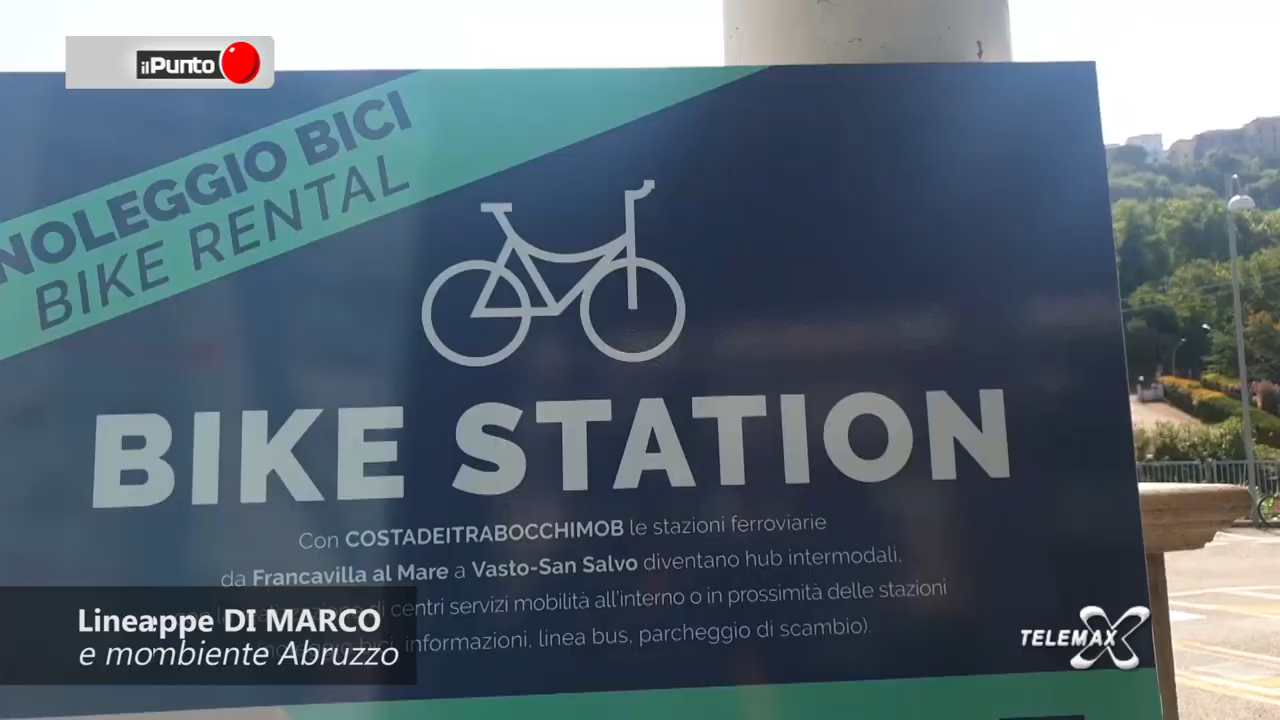 ilPunto
NOLEGGIO BICI
BIKE RENTAL
BIKE STATION
Con COSTADEITRABOCCHIMOB le stazioni ferroviarie
da Francavilla al Mare a Vasto-San Salvo diventano hub intermodali,
di centri servizi mobilità all'interno o in prossimità delle stazioni
bici, informazioni, linea bus, parcheggio di scambio).
DI MARCO
Abruzzo
TELEMAX